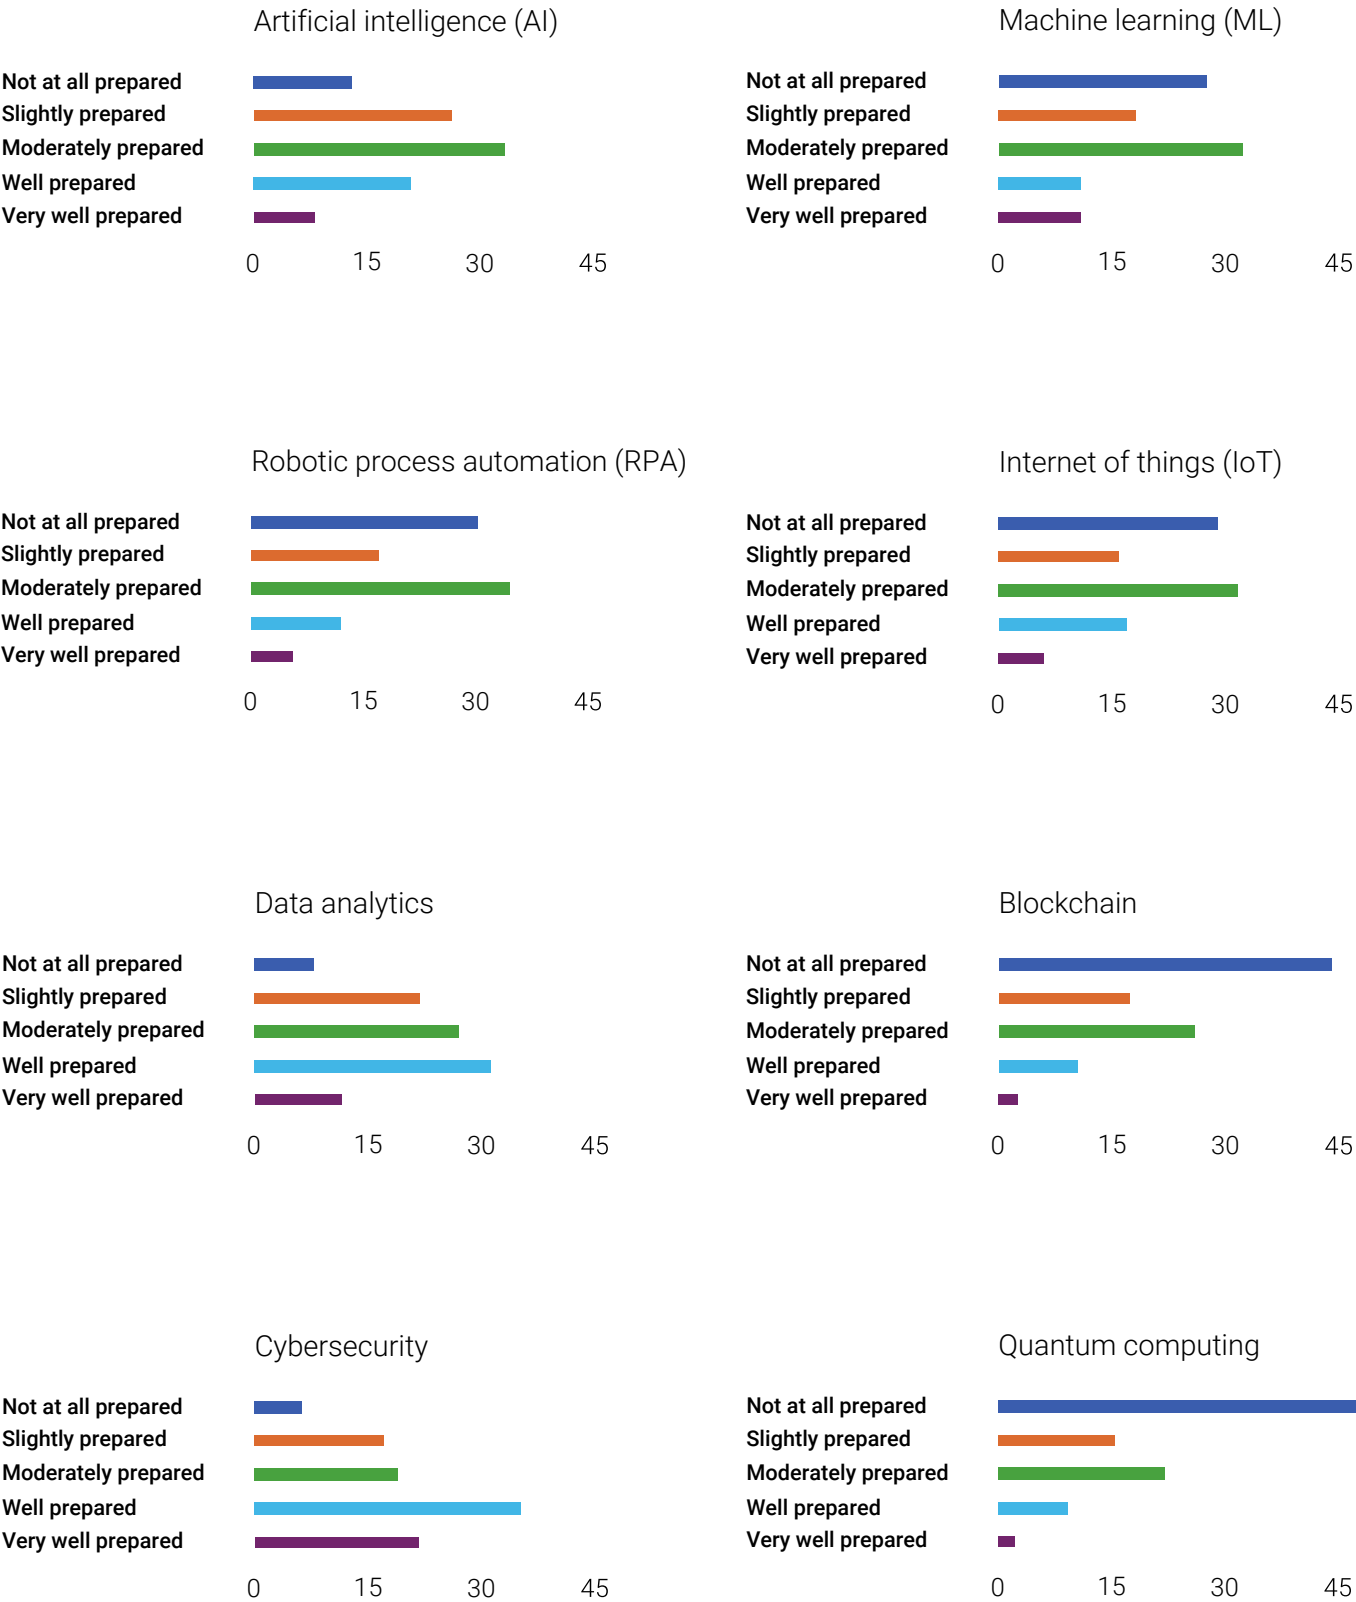 Artificial intelligence (AI)
Not at all prepared
Slightly prepared
Moderately prepared
Well prepared
Very well prepared
0 15 30 45
Machine learning (ML)
Not at all prepared
Slightly prepared
Moderately prepared
Well prepared
Very well prepared
0 15 30 45
Robotic process automation (RPA)
Not at all prepared
Slightly prepared
Moderately prepared
Well prepared
Very well prepared
0 15 30 45
Internet of things (IoT)
Not at all prepared
Slightly prepared
Moderately prepared
Well prepared
Very well prepared
0 15 30 45
Data analytics
Not at all prepared
Slightly prepared
Moderately prepared
Well prepared
Very well prepared
0 15 30 45
Blockchain
Not at all prepared
Slightly prepared
Moderately prepared
Well prepared
Very well prepared
0 15 30 45
Cybersecurity
Not at all prepared
Slightly prepared
Moderately prepared
Well prepared
Very well prepared
0 15 30 45
Quantum computing
Not at all prepared
Slightly prepared
Moderately prepared
Well prepared
Very well prepared
0 15 30 45